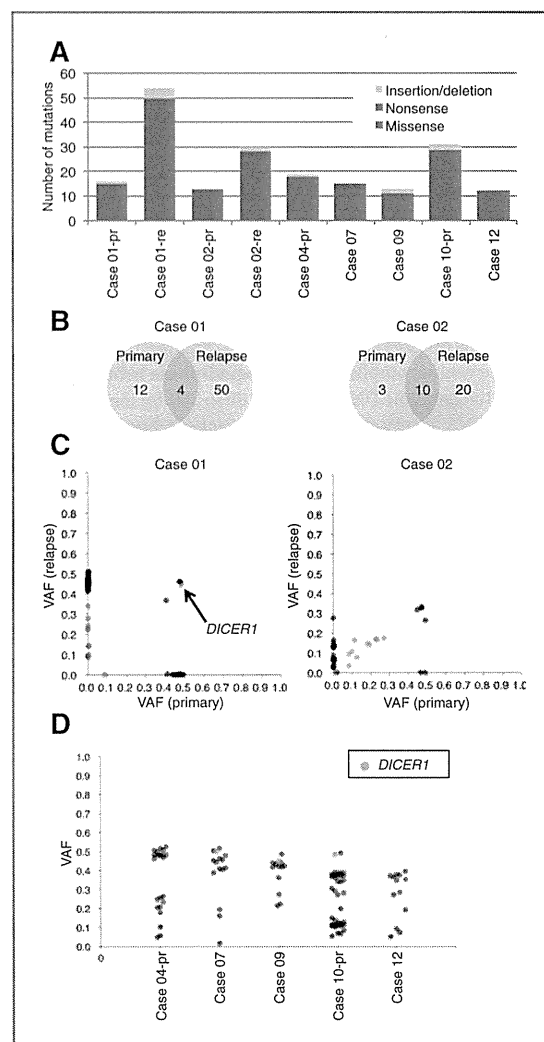 A
Number of mutations
60
50
40
30
20
10
0
Insertion/deletion
Nonsense
Missense
Case 01-pr
Case 01-re
Case 02-pr
Case 02-re
Case 04-pr
Case 07
Case 09
Case 10-pr
Case 12
B
Case 01
Primary Relapse
12 4 50
Case 02
Primary Relapse
3 10 20
C
Case 01
VAF (relapse)
1.0
0.9
0.8
0.7
0.6
0.5
0.4
0.3
0.2
0.1
0.0
DICER1
0.0 0.1 0.2 0.3 0.4 0.5 0.6 0.7 0.8 0.9 1.0
VAF (primary)
Case 02
VAF (relapse)
1.0
0.9
0.8
0.7
0.6
0.5
0.4
0.3
0.2
0.1
0.0
0.0 0.1 0.2 0.3 0.4 0.5 0.6 0.7 0.8 0.9 1.0
VAF (primary)
D
DICER1
VAF
1.0
0.9
0.8
0.7
0.6
0.5
0.4
0.3
0.2
0.1
0.0
0
Case 04-pr
Case 07
Case 09
Case 10-pr
Case 12